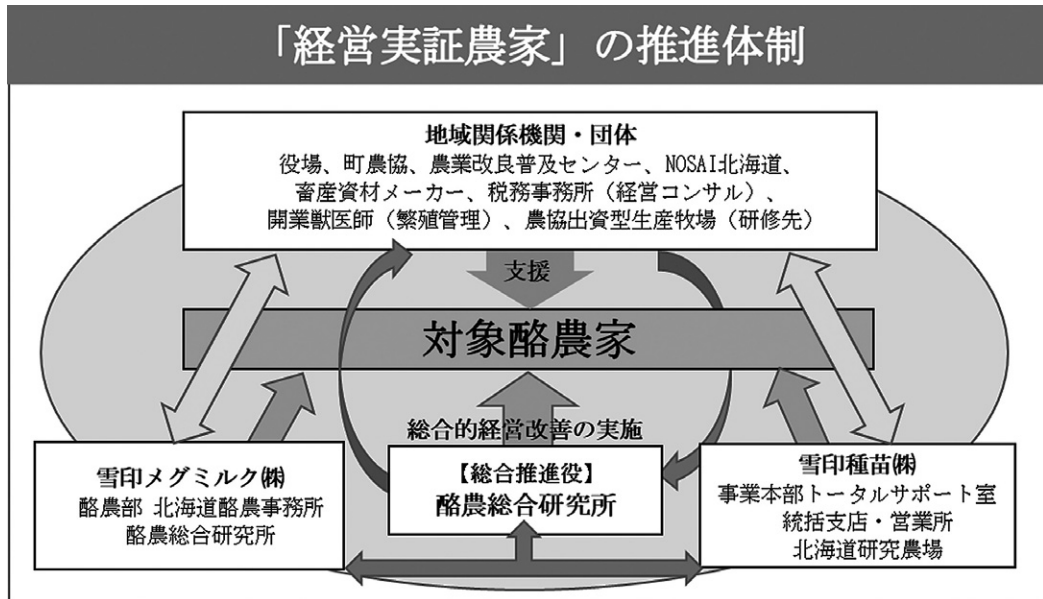 「経営実証農家」の推進体制
地域関係機関・団体
役場、町農協、農業改良普及センター、NOSAI北海道、
畜産資材メーカー、税務事務所（経営コンサル）、
開業獣医師（繁殖管理）、農協出資型生産牧場（研修先）
支援
対象酪農家
総合的経営改善の実施
雪印メグミルク㈱
酪農部 北海道酪農事務所
酪農総合研究所
【総合推進役】
酪農総合研究所
雪印種苗㈱
事業本部トータルサポート室
統括支店・営業所
北海道研究農場